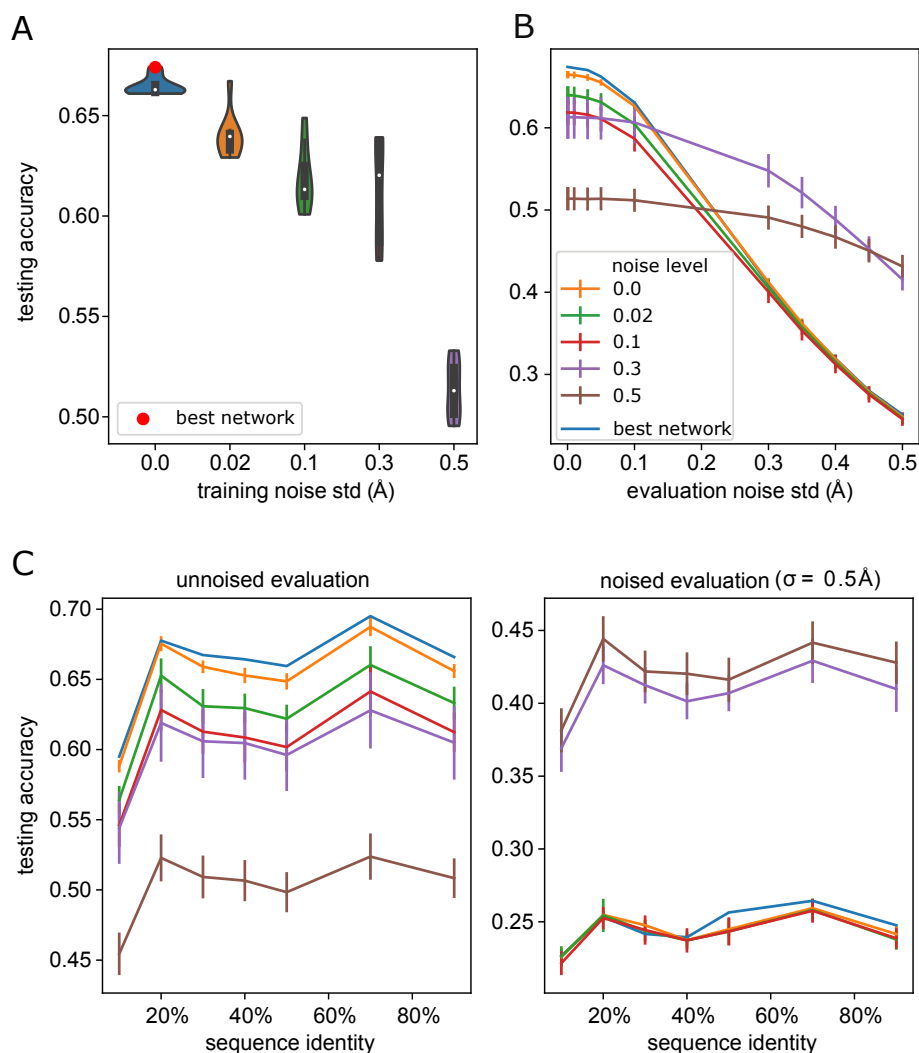 A
testing accuracy
0.65
0.60
0.55
0.50
best network
0.0 0.02 0.1 0.3 0.5
training noise std (Å)
B
0.6
0.5
0.4
0.3
noise level
0.0
0.02
0.1
0.3
0.5
best network
0.0 0.1 0.2 0.3 0.4 0.5
evaluation noise std (Å)
C
unnoised evaluation
testing accuracy
0.70
0.65
0.60
0.55
0.50
0.45
20% 40% 60% 80%
sequence identity
noised evaluation (σ = 0.5Å)
0.45
0.40
0.35
0.30
0.25
20% 40% 60% 80%
sequence identity